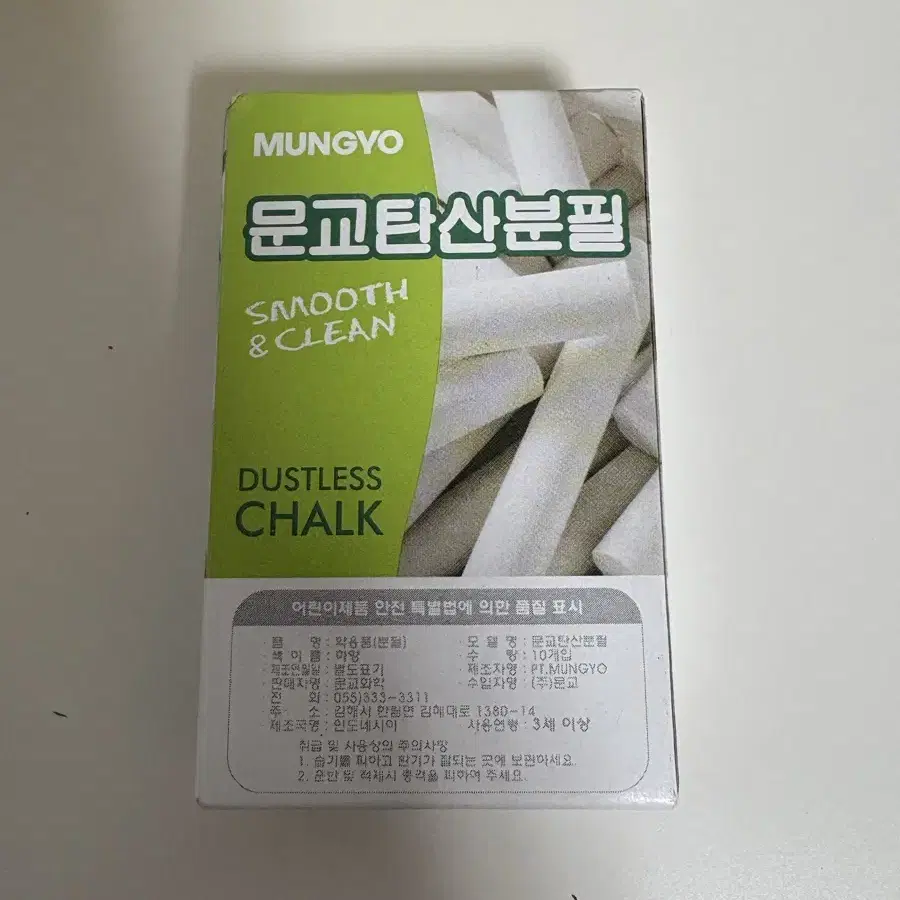 MUNGYO
문교탄산분필
SMOOTH
& CLEAN
DUSTLESS
CHALK
어린이제품 안전 특별법에 의한 품질 표시
· 품 명 : 학용품(분필) · 모 델 명 : 문교탄산분필
· 색 이 름 : 하양 · 수 량 : 10개입
· 제조연월일 : 별도표기 · 제조자명 : PT.MUNGYO
· 판매자명 : 문교화학 · 수입자명 : (주)문교
· 전 화 : 055)333-3311
· 주 소 : 김해시 한림면 김해대로 1380-14
· 제조국명 : 인도네시아 · 사용연령 : 3세 이상
취급 및 사용상의 주의사항
1. 습기를 피하고 환기가 잘되는 곳에 보관하세요.
2. 운반 및 적재시 충격을 피하여 주세요.